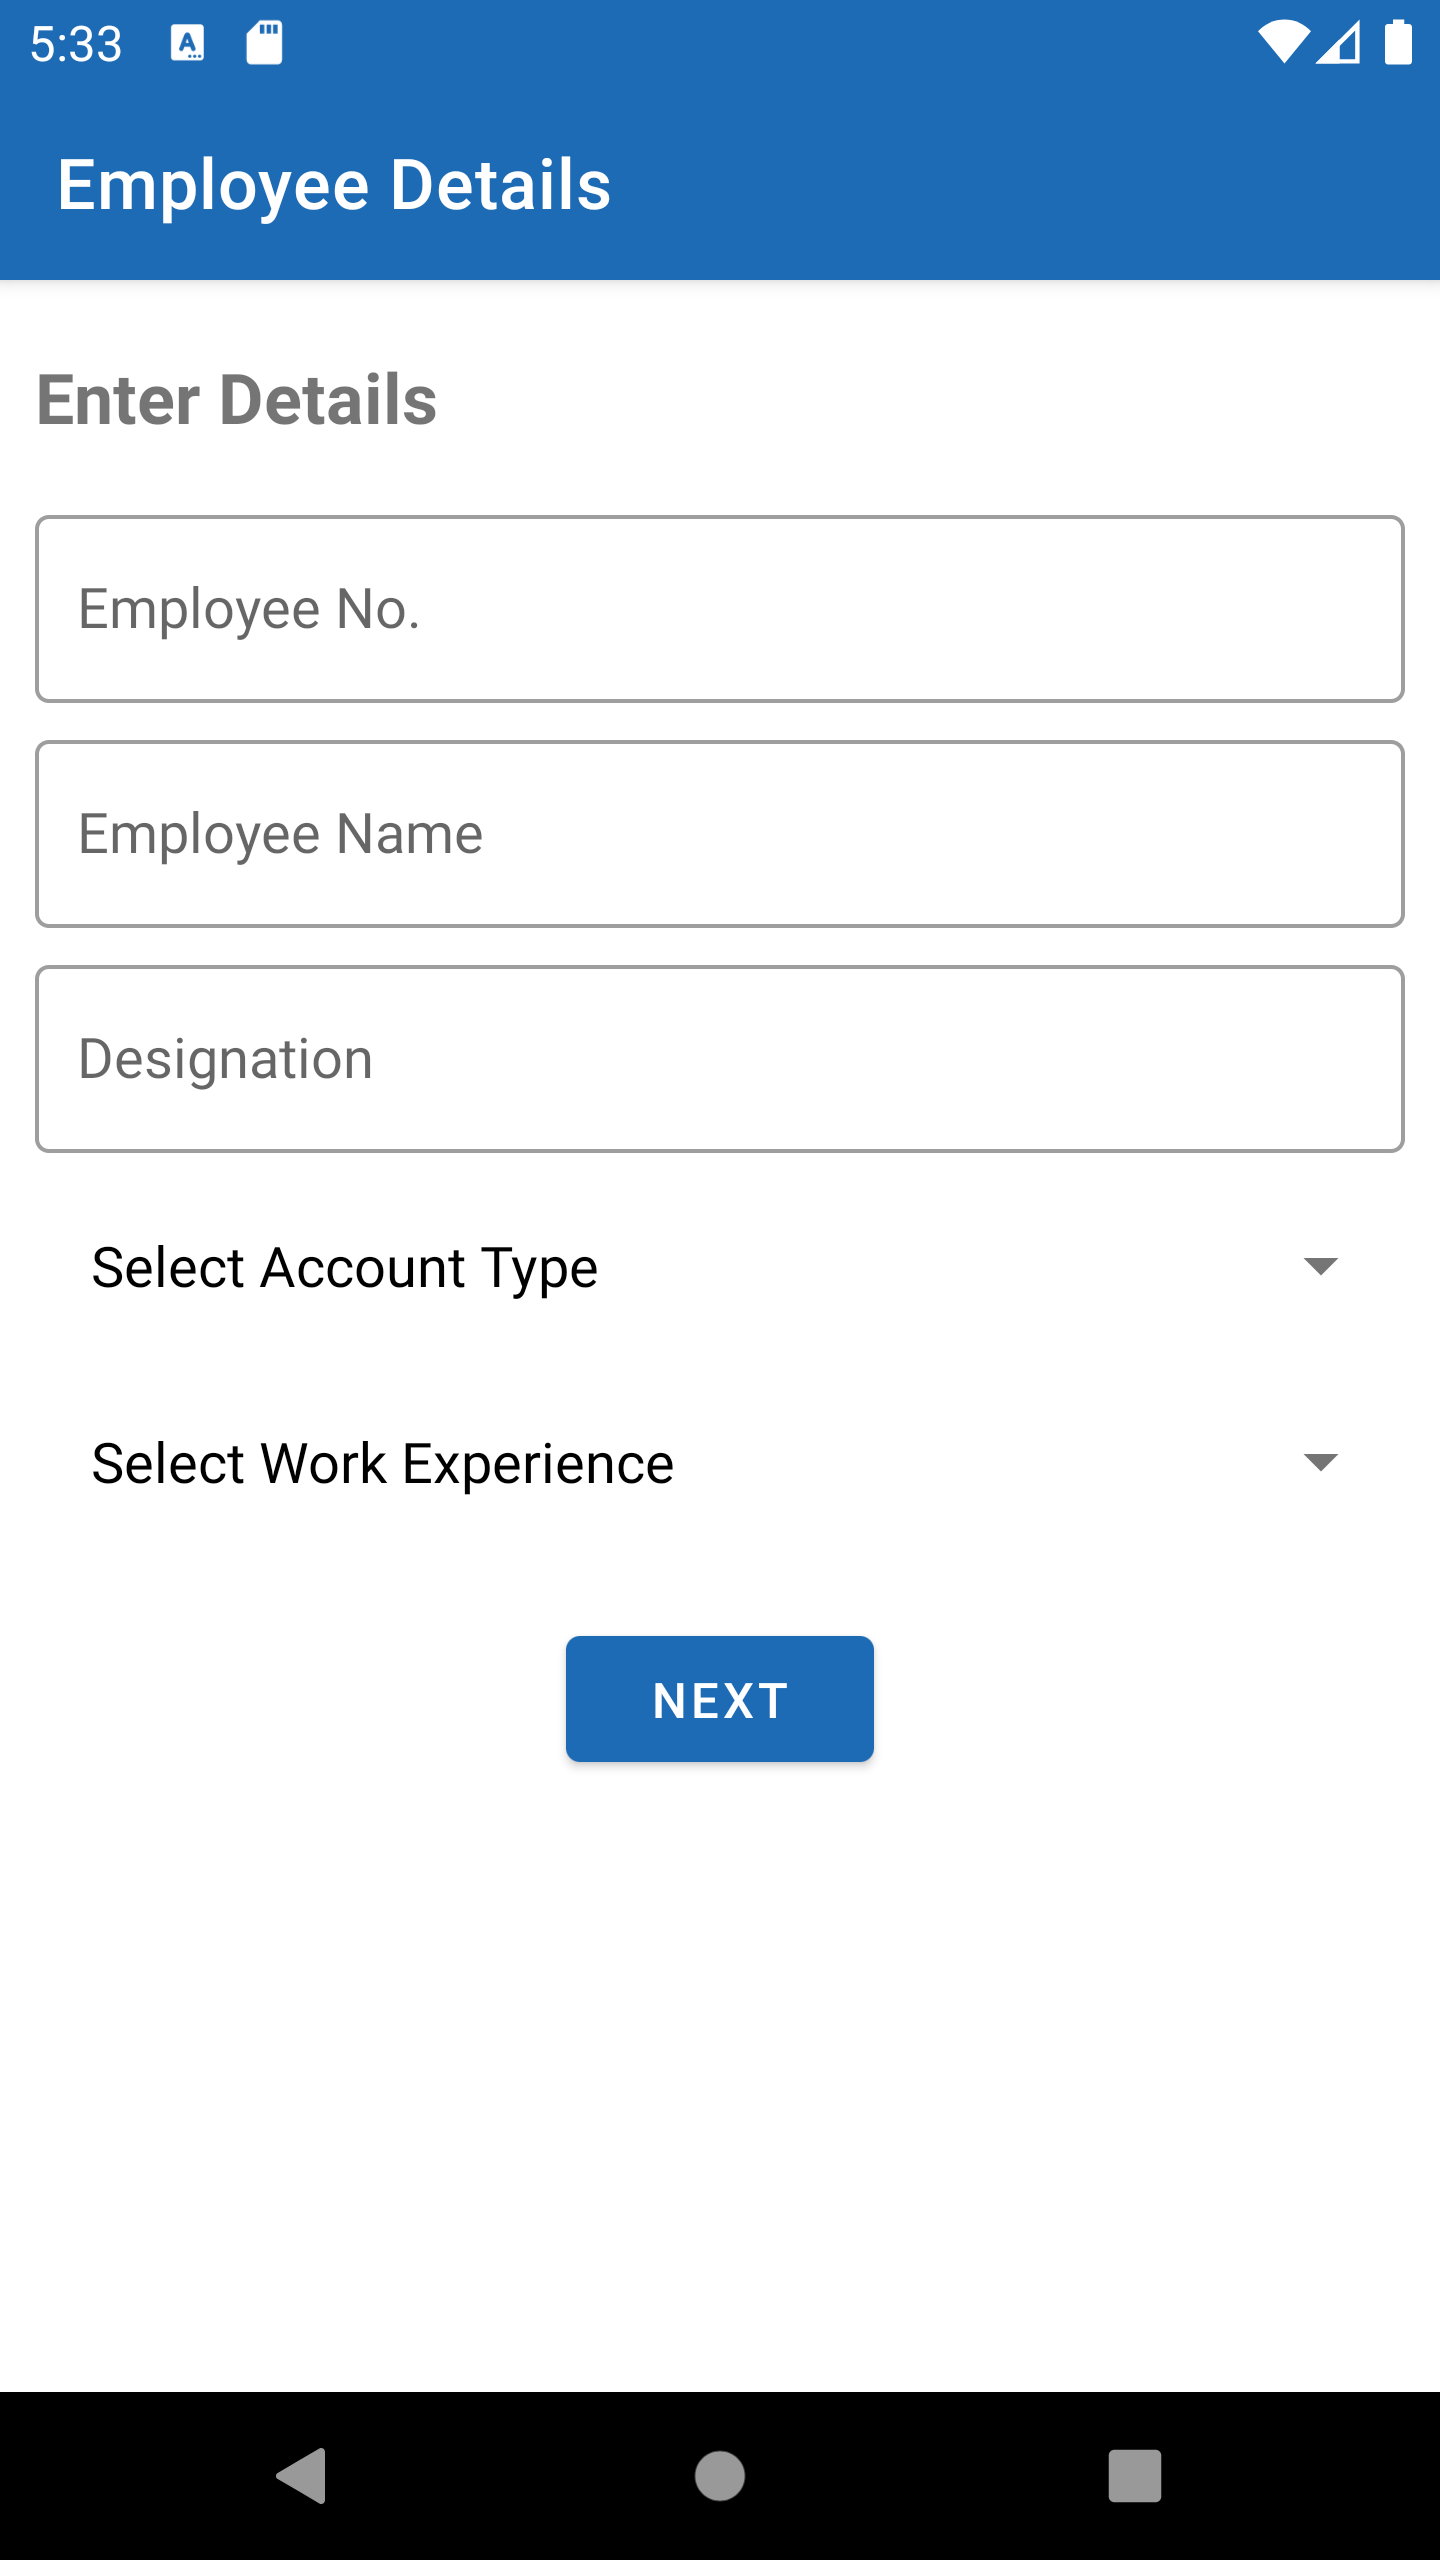 5:33
Employee Details
Enter Details
Employee No.
Employee Name
Designation
Select Account Type
Select Work Experience
NEXT